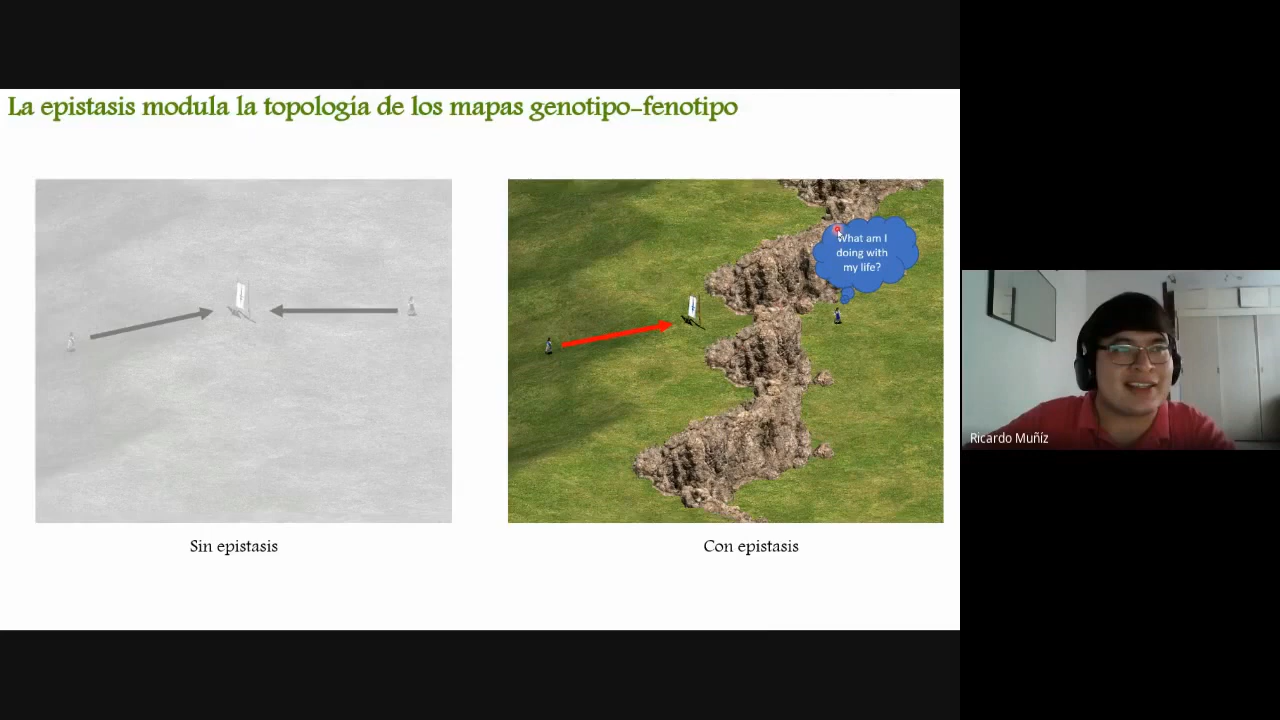 La epistasis modula la topología de los mapas genotipo-fenotipo
What am I
doing with
my life?
Ricardo Muñíz
Sin epistasis
Con epistasis